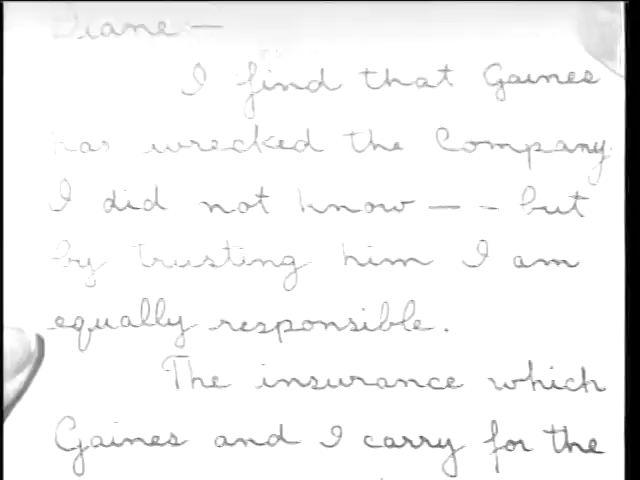 Diane —
I find that Gaines
has wrecked the Company.
I did not know — - but
by trusting him I am
equally responsible.
The insurance which
Gaines and I carry for the